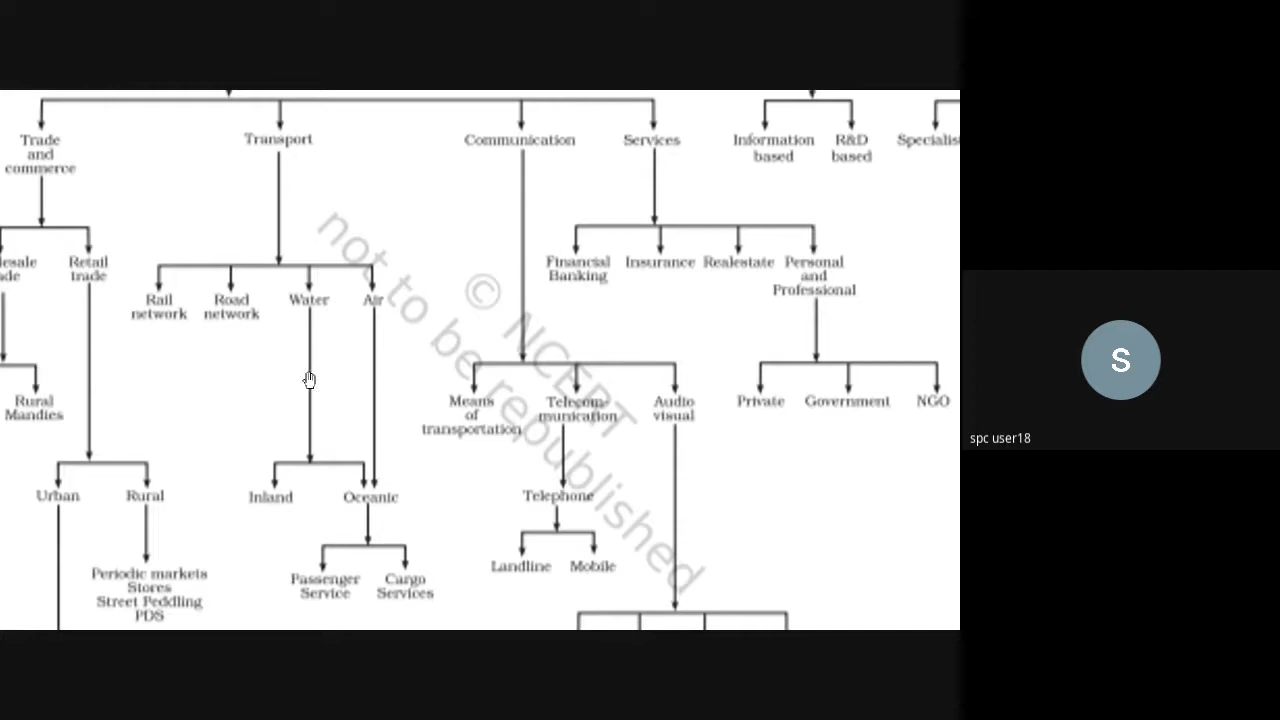 Trade
and
commerce
Transport
Communication
Services
Information
based
R&D
based
Retail
trade
Rail
network
Road
network
Water
Air
Financial
Banking
Insurance
Realestate
Personal
and
Professional
Rural
Mandies
Means
of
transportation
Telecom-
munication
Audio
visual
Private
Government
NGO
Urban
Rural
Inland
Oceanic
Telephone
Periodic markets
Stores
Street Peddling
PDS
Passenger
Service
Cargo
Services
Landline
Mobile
© NCERT
not to be republished
S
spc user18